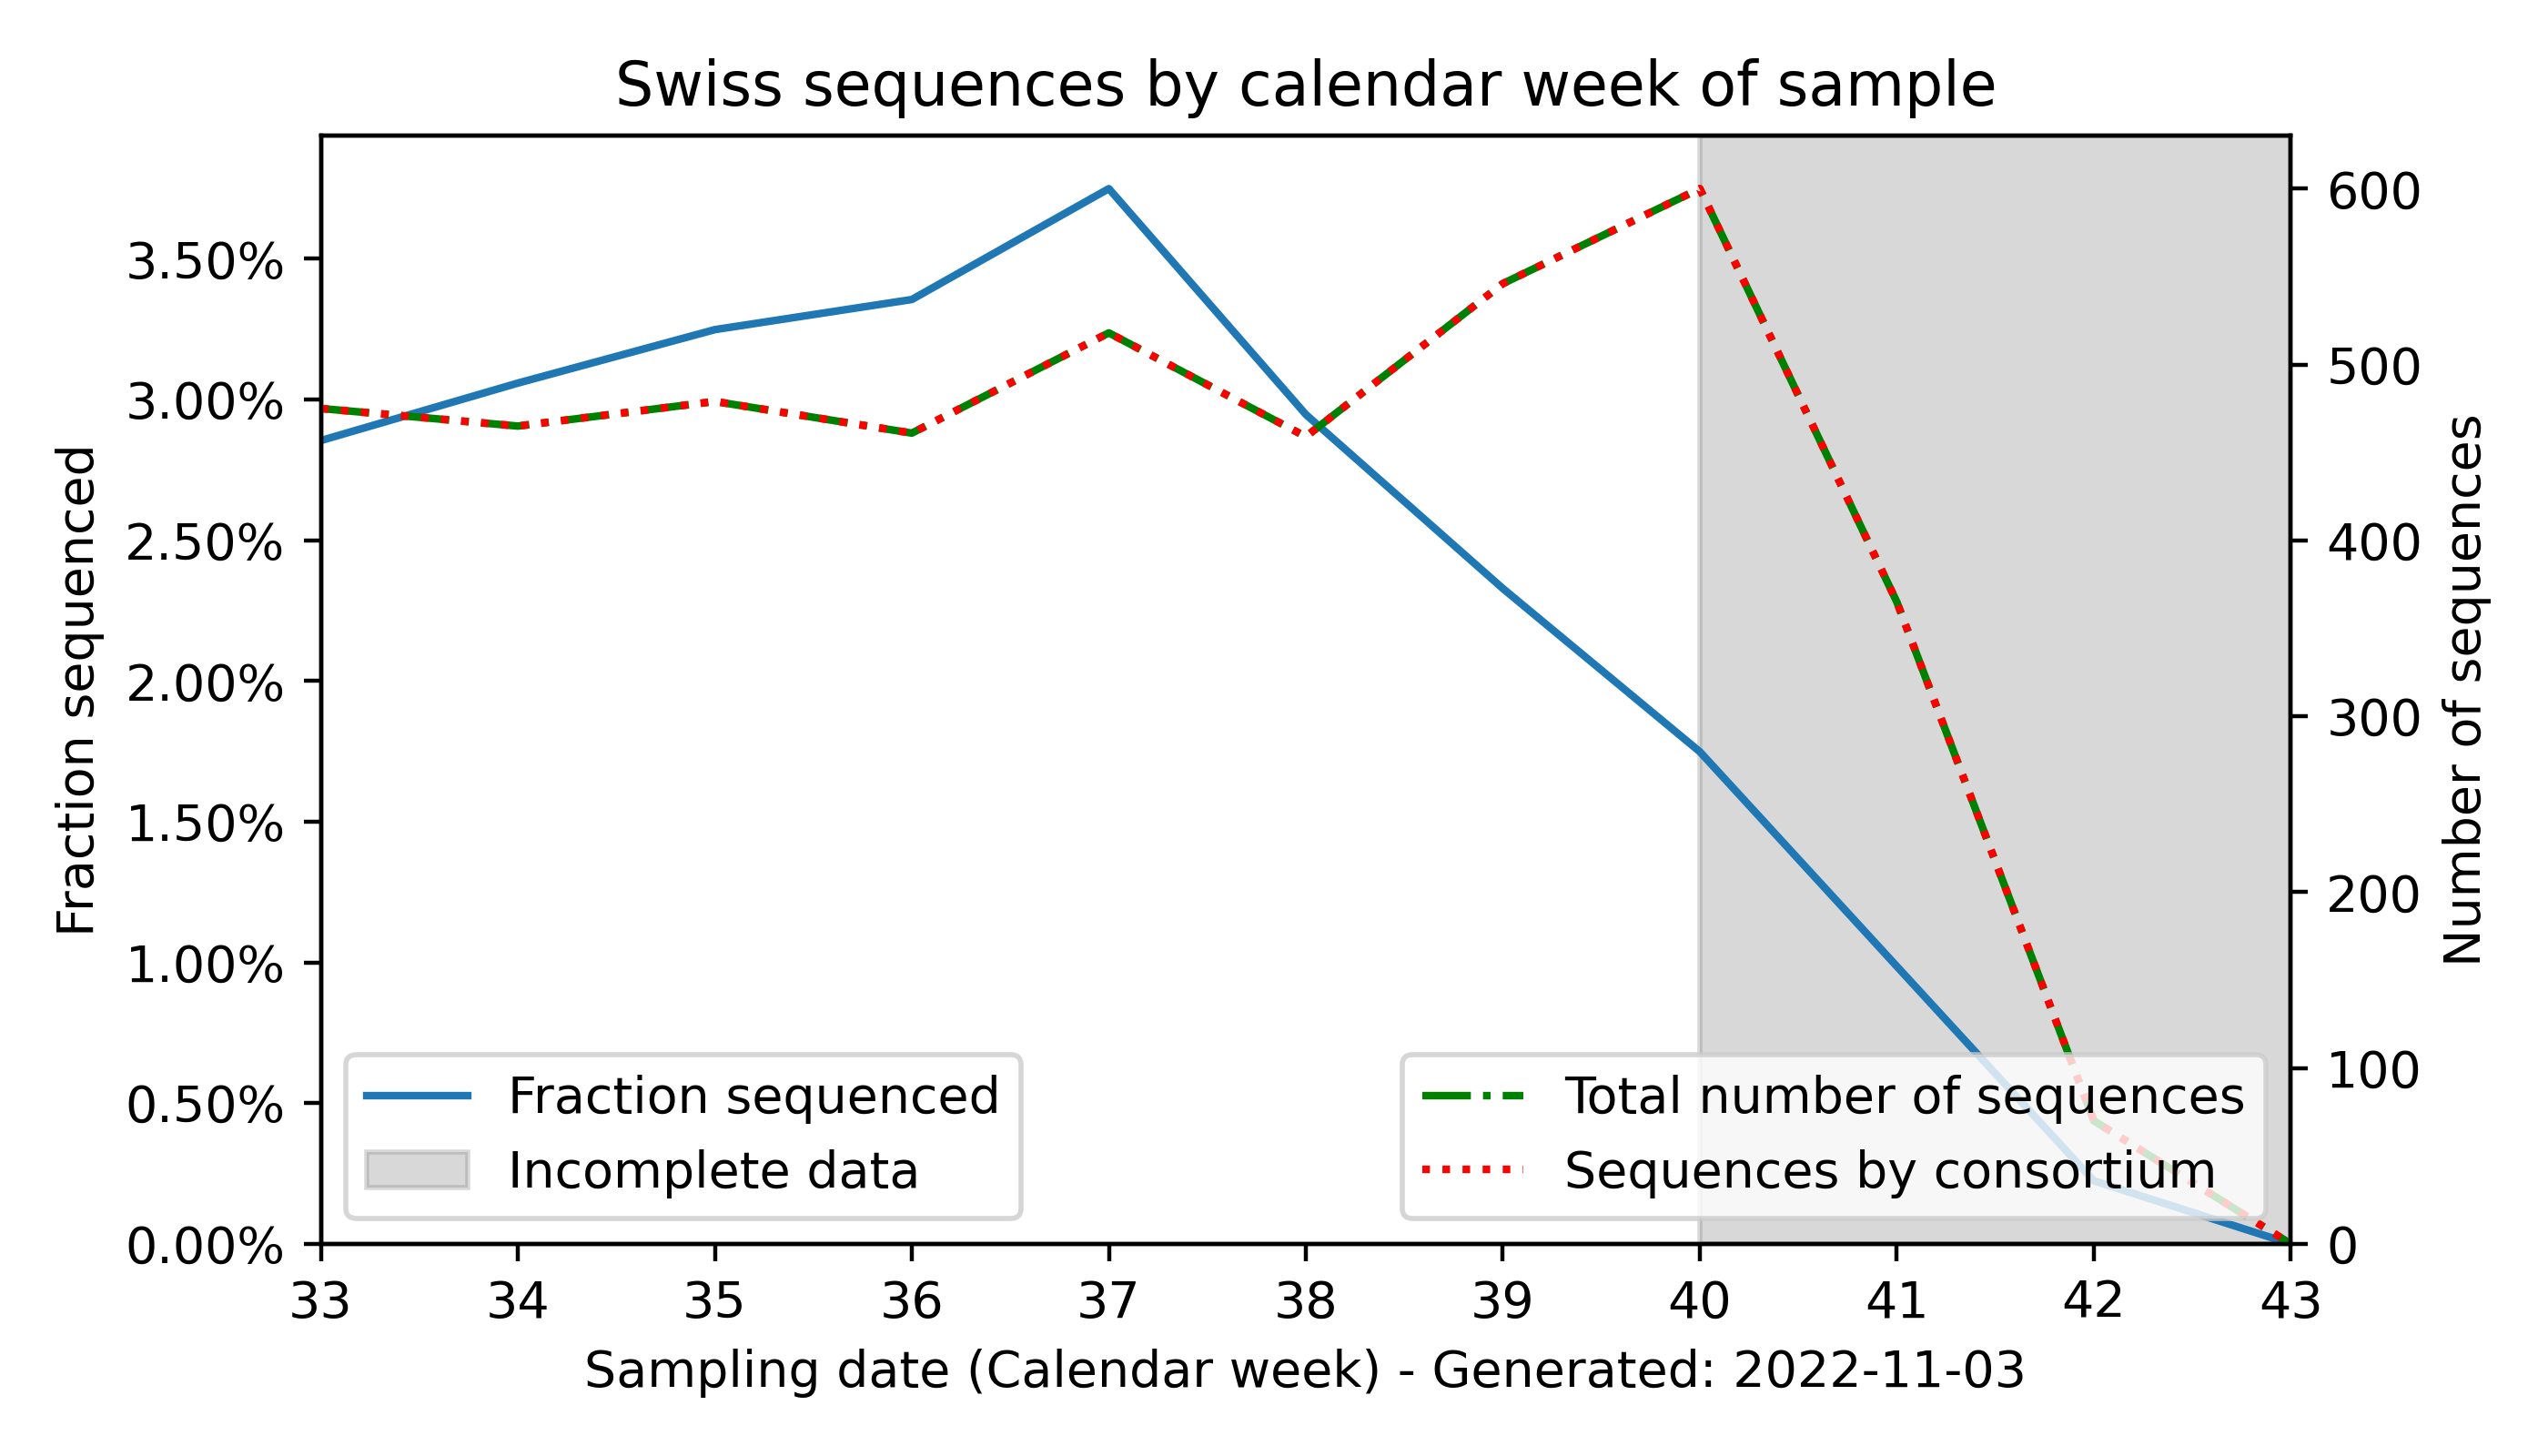 Swiss sequences by calendar week of sample
Fraction sequenced
3.50%
3.00%
2.50%
2.00%
1.50%
1.00%
0.50%
0.00%
600
500
400
300
200
100
0
Number of sequences
Fraction sequenced
Incomplete data
Total number of sequences
Sequences by consortium
33 34 35 36 37 38 39 40 41 42 43
Sampling date (Calendar week) - Generated: 2022-11-03